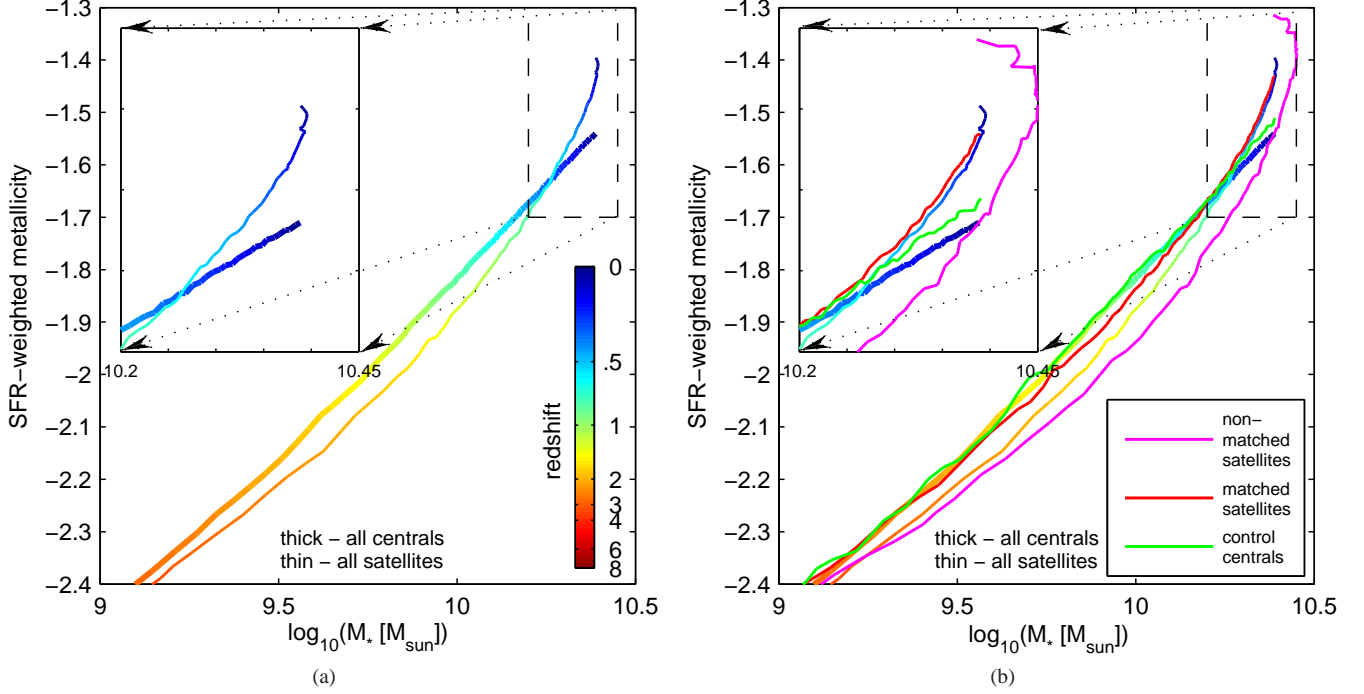 −1.3
−1.4
−1.5
−1.6
−1.7
−1.8
−1.9
−2
−2.1
−2.2
−2.3
−2.4
SFR−weighted metallicity
10.2
10.45
redshift
0
.5
1
2
3
4
6
8
thick − all centrals
thin − all satellites
9
9.5
10
10.5
log10(M* [Msun])
(a)
−1.3
−1.4
−1.5
−1.6
−1.7
−1.8
−1.9
−2
−2.1
−2.2
−2.3
−2.4
SFR−weighted metallicity
10.2
10.45
non−
matched
satellites
matched
satellites
control
centrals
thick − all centrals
thin − all satellites
9
9.5
10
10.5
log10(M* [Msun])
(b)